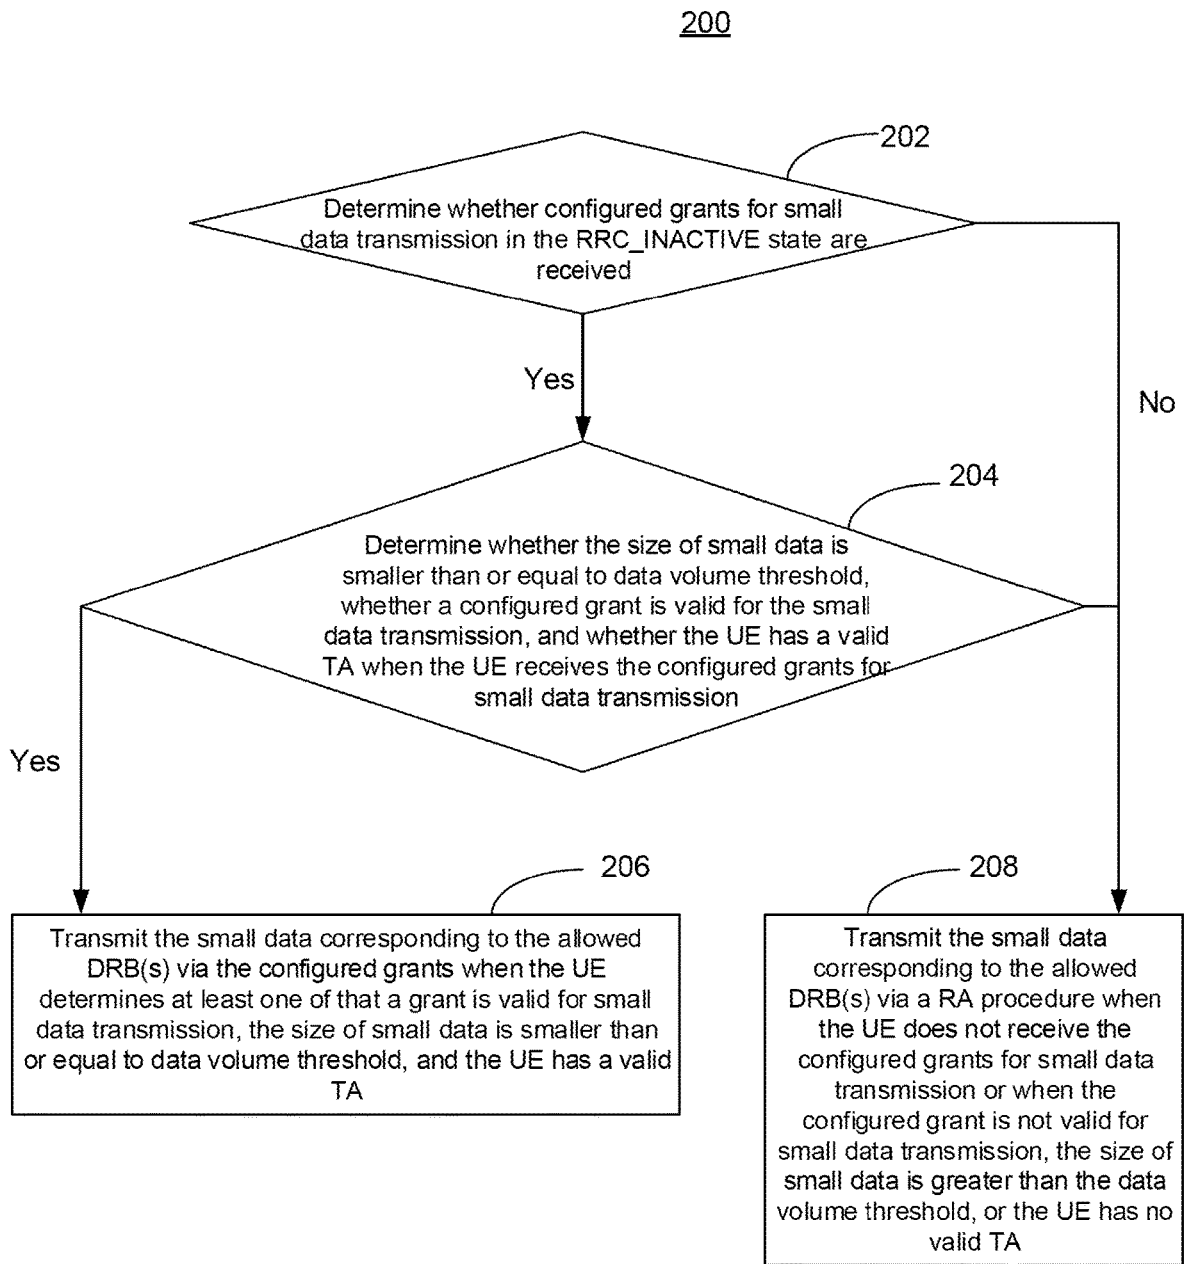 200
202
Determine whether configured grants for small
data transmission in the RRC_INACTIVE state are
received
Yes
No
204
Determine whether the size of small data is
smaller than or equal to data volume threshold,
whether a configured grant is valid for the small
data transmission, and whether the UE has a valid
TA when the UE receives the configured grants for
small data transmission
Yes
206
Transmit the small data corresponding to the allowed
DRB(s) via the configured grants when the UE
determines at least one of that a grant is valid for small
data transmission, the size of small data is smaller than
or equal to data volume threshold, and the UE has a valid
TA
208
Transmit the small data
corresponding to the allowed
DRB(s) via a RA procedure when
the UE does not receive the
configured grants for small data
transmission or when the
configured grant is not valid for
small data transmission, the size of
small data is greater than the data
volume threshold, or the UE has no
valid TA